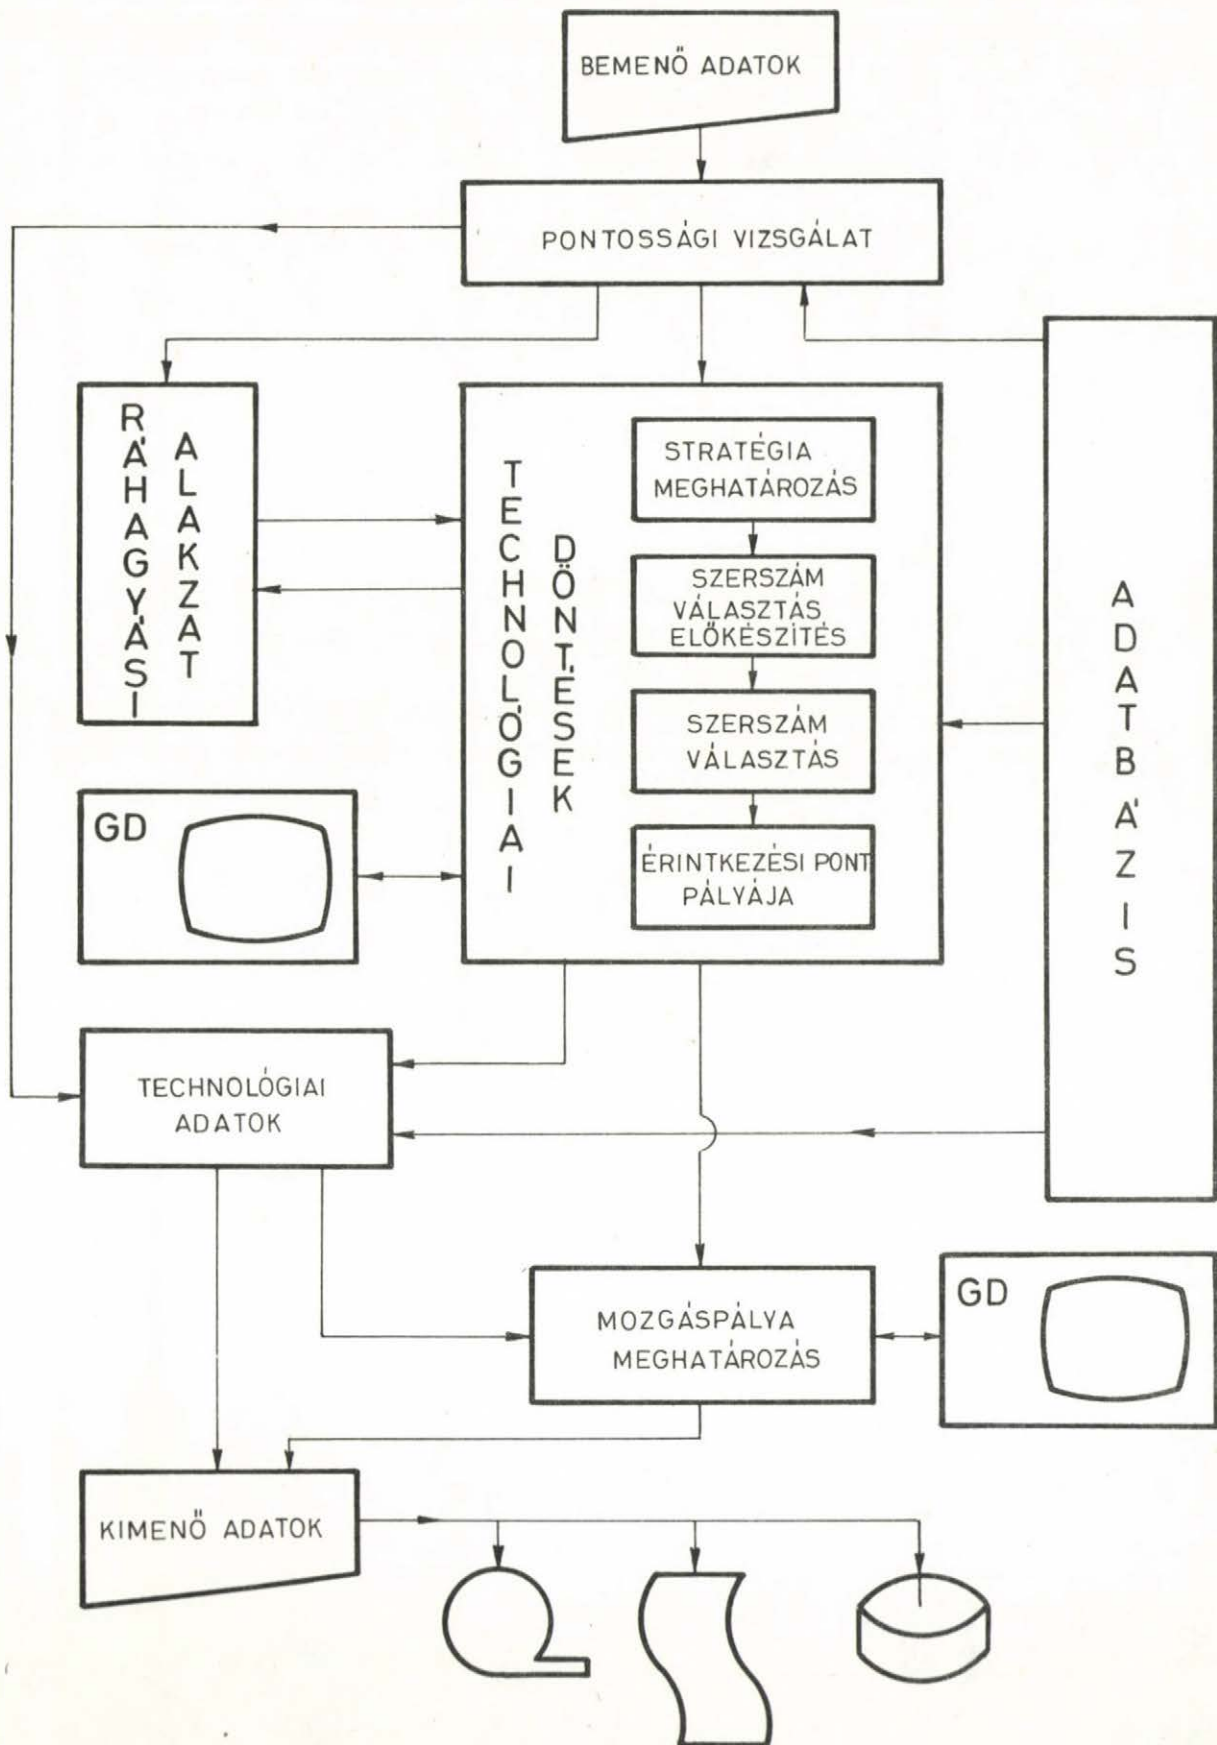 BEMENŐ ADATOK
PONTOSSÁGI VIZSGÁLAT
RÁHAGYÁSI
ALAKZAT
TECHNOLÓGIAI
DÖNTÉSEK
STRATÉGIA
MEGHATÁROZÁS
SZERSZÁM
VÁLASZTÁS
ELŐKÉSZÍTÉS
SZERSZÁM
VÁLASZTÁS
ÉRINTKEZÉSI PONT
PÁLYÁJA
ADATBÁZIS
GD
TECHNOLÓGIAI
ADATOK
MOZGÁSPÁLYA
MEGHATÁROZÁS
GD
KIMENŐ ADATOK